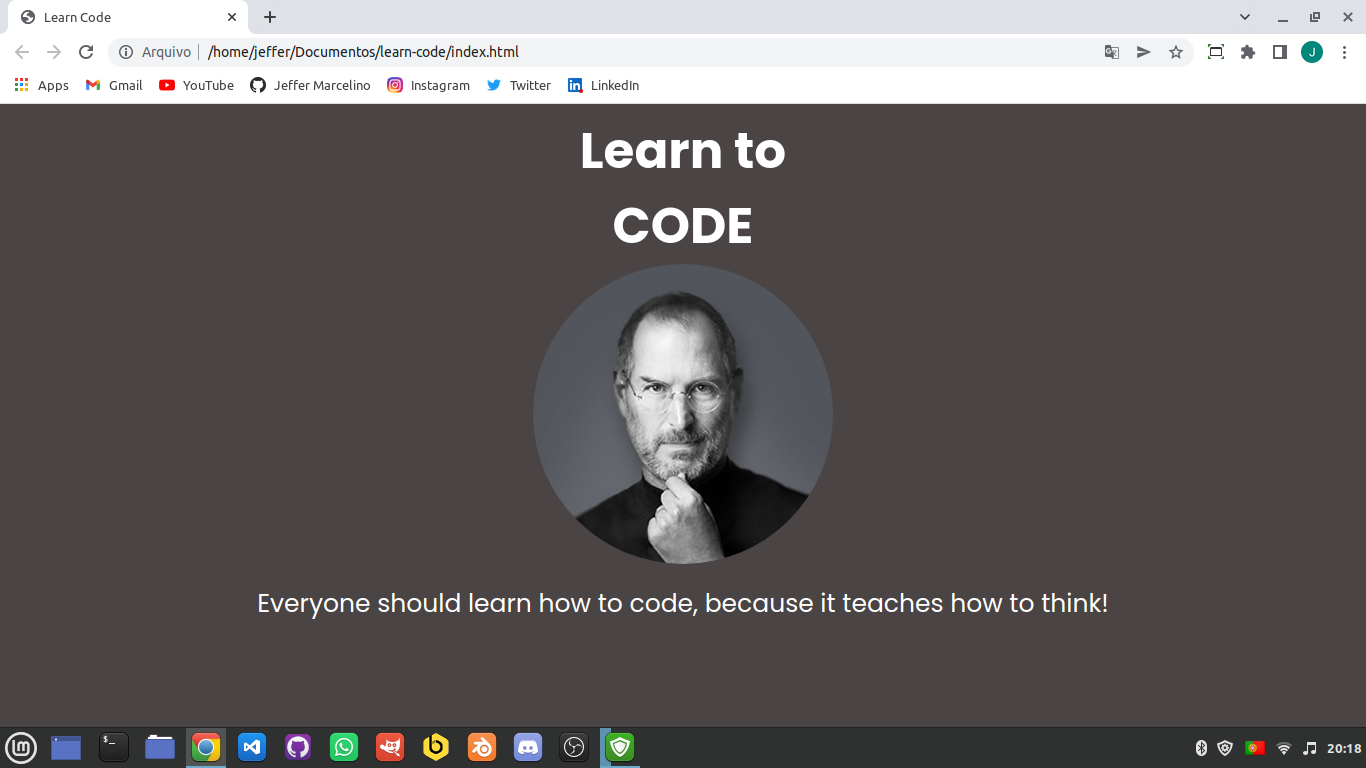 Learn Code
Arquivo /home/jeffer/Documentos/learn-code/index.html
J
Apps Gmail YouTube Jeffer Marcelino Instagram Twitter LinkedIn
Learn to
CODE
Everyone should learn how to code, because it teaches how to think!
$_
20:18